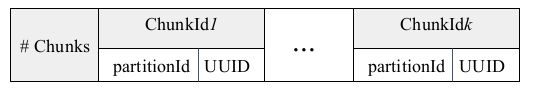 # Chunks
ChunkId1
partitionId UUID
...
ChunkIdk
partitionId UUID